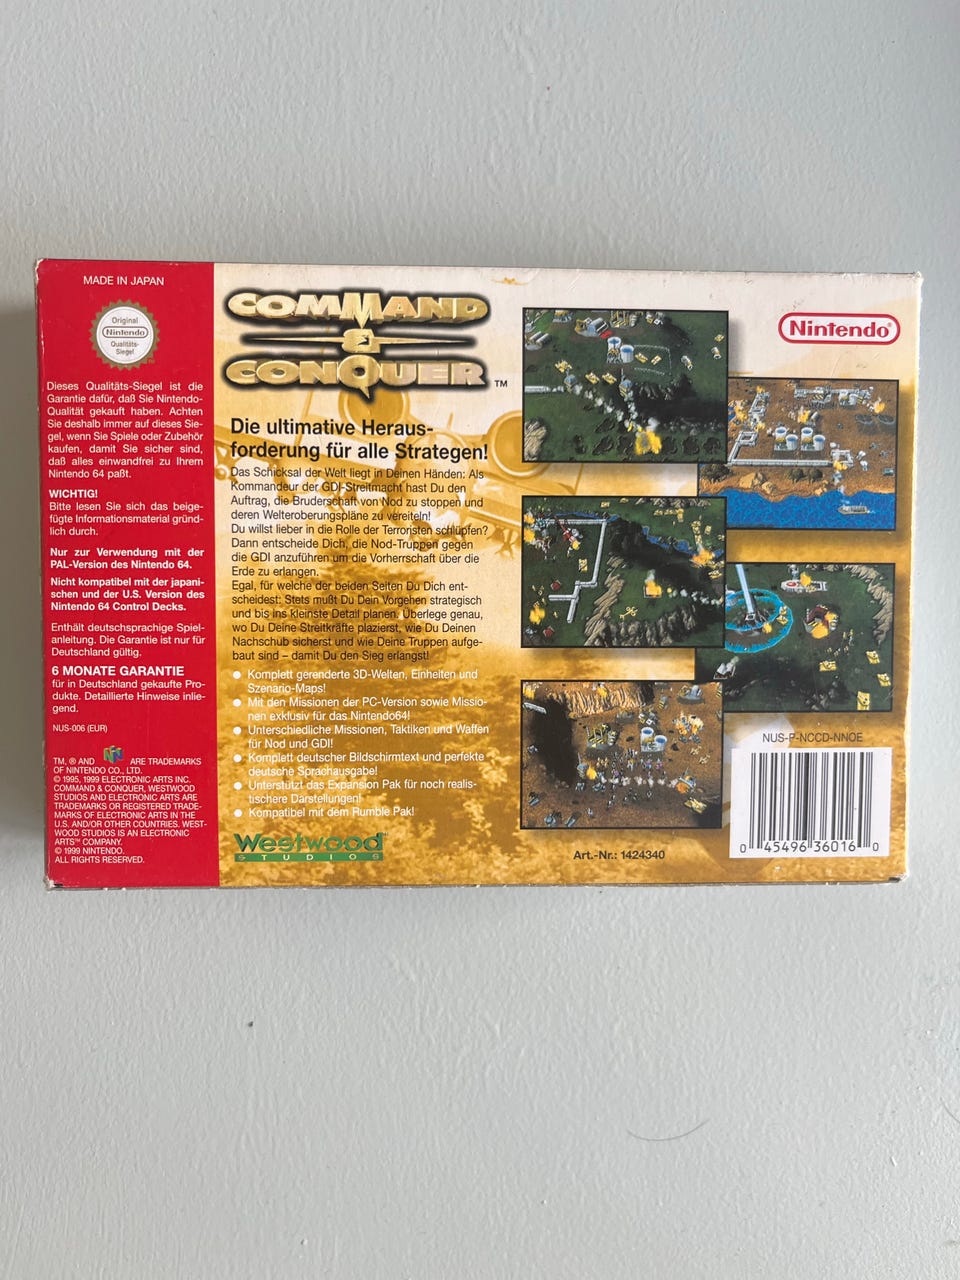 MADE IN JAPAN
Original
Nintendo
Qualitäts-
Siegel
Dieses Qualitäts-Siegel ist die
Garantie dafür, daß Sie Nintendo-
Qualität gekauft haben. Achten
Sie deshalb immer auf dieses Sie-
gel, wenn Sie Spiele oder Zubehör
kaufen, damit Sie sicher sind,
daß alles einwandfrei zu Ihrem
Nintendo 64 paßt.
WICHTIG!
Bitte lesen Sie sich das beige-
fügte Informationsmaterial gründ-
lich durch.
Nur zur Verwendung mit der
PAL-Version des Nintendo 64.
Nicht kompatibel mit der japani-
schen und der U.S. Version des
Nintendo 64 Control Decks.
Enthält deutschsprachige Spiel-
anleitung. Die Garantie ist nur für
Deutschland gültig.
6 MONATE GARANTIE
für in Deutschland gekaufte Pro-
dukte. Detaillierte Hinweise inlie-
gend.
NUS-006 (EUR)
TM, ® AND ARE TRADEMARKS
OF NINTENDO CO., LTD.
© 1995, 1999 ELECTRONIC ARTS INC.
COMMAND & CONQUER, WESTWOOD
STUDIOS AND ELECTRONIC ARTS ARE
TRADEMARKS OR REGISTERED TRADE-
MARKS OF ELECTRONIC ARTS IN THE
U.S. AND/OR OTHER COUNTRIES. WEST-
WOOD STUDIOS IS AN ELECTRONIC
ARTS™ COMPANY.
© 1999 NINTENDO.
ALL RIGHTS RESERVED.
COMMAND
&
CONQUER ™
Die ultimative Heraus-
forderung für alle Strategen!
Das Schicksal der Welt liegt in Deinen Händen: Als
Kommandeur der GDI-Streitmacht hast Du den
Auftrag, die Bruderschaft von Nod zu stoppen und
deren Welteroberungspläne zu vereiteln!
Du willst lieber in die Rolle der Terroristen schlüpfen?
Dann entscheide Dich, die Nod-Truppen gegen
die GDI anzuführen um die Vorherrschaft über die
Erde zu erlangen.
Egal, für welche der beiden Seiten Du Dich ent-
scheidest: Stets mußt Du Dein Vorgehen strategisch
und bis ins kleinste Detail planen. Überlege genau,
wo Du Deine Streitkräfte plazierst, wie Du Deinen
Nachschub sicherst und wie Deine Truppen aufge-
baut sind – damit Du den Sieg erlangst!
● Komplett gerenderte 3D-Welten, Einheiten und
Szenario-Maps!
● Mit den Missionen der PC-Version sowie Missio-
nen exklusiv für das Nintendo64!
● Unterschiedliche Missionen, Taktiken und Waffen
für Nod und GDI!
● Komplett deutscher Bildschirmtext und perfekte
deutsche Sprachausgabe!
● Unterstützt das Expansion Pak für noch realis-
tischere Darstellungen!
● Kompatibel mit dem Rumble Pak!
Westwood
STUDIOS
Nintendo®
NUS-P-NCCD-NNOE
Art.-Nr.: 1424340
0 45496 36016 0